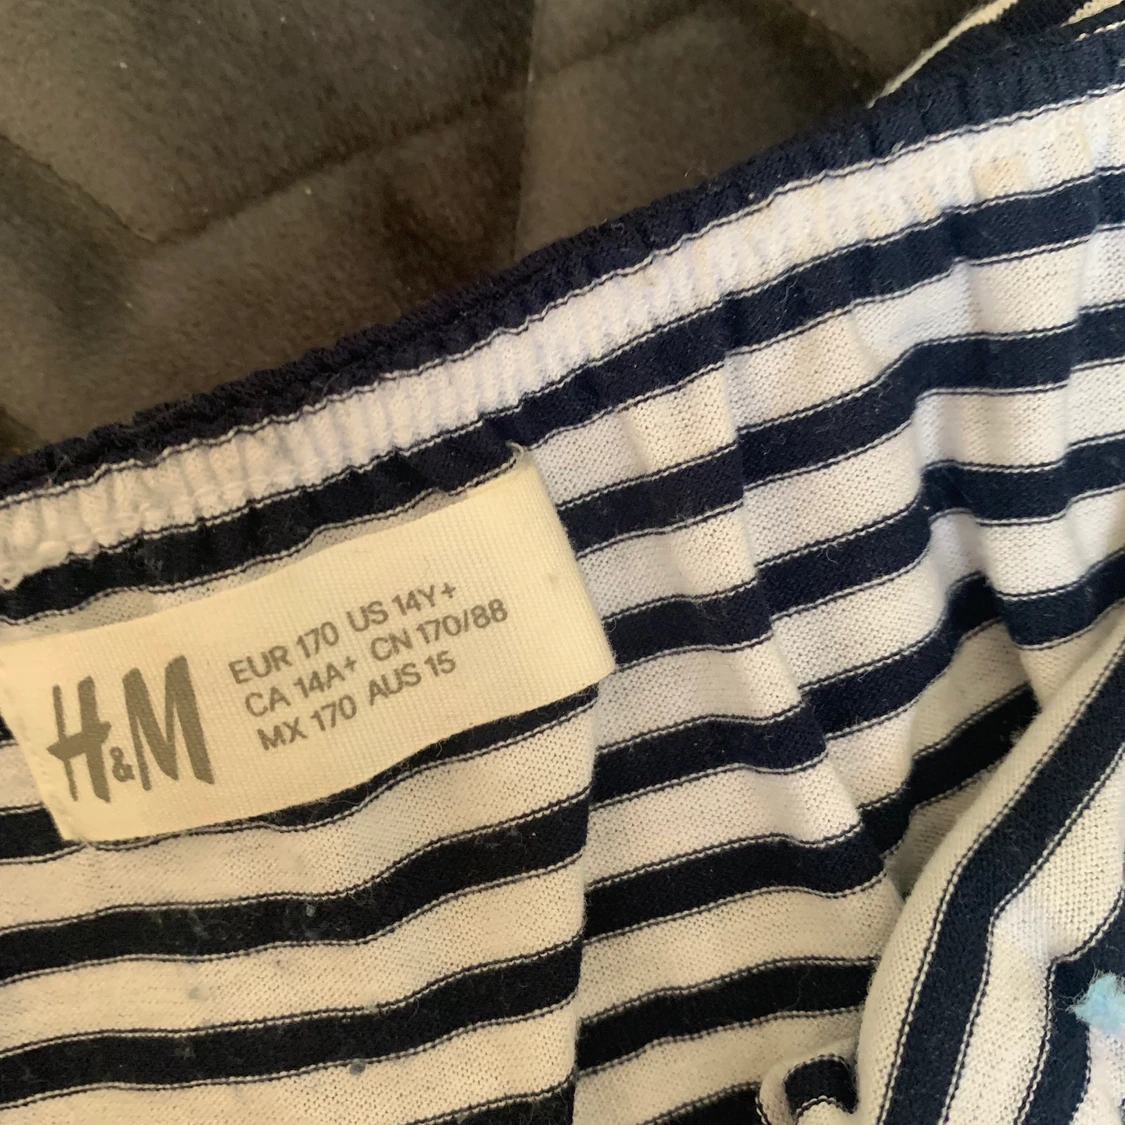 H&M
EUR 170 US 14Y+
CA 14A+ CN 170/88
MX 170 AUS 15